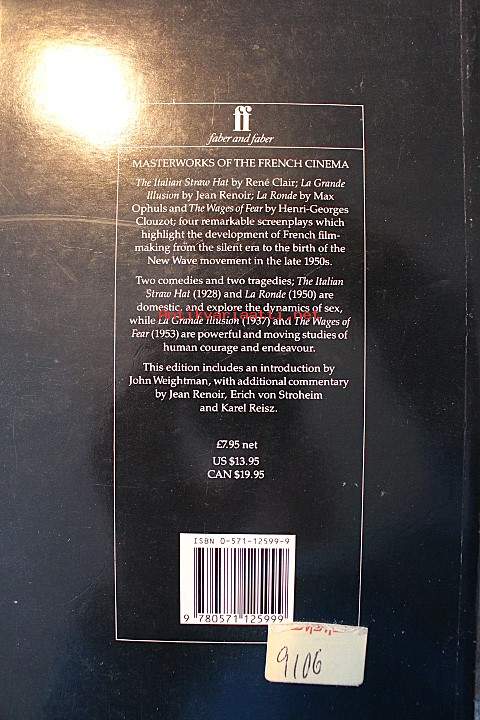 ff
faber and faber
MASTERWORKS OF THE FRENCH CINEMA
The Italian Straw Hat by René Clair; La Grande
Illusion by Jean Renoir; La Ronde by Max
Ophuls and The Wages of Fear by Henri-Georges
Clouzot; four remarkable screenplays which
highlight the development of French film-
making from the silent era to the birth of the
New Wave movement in the late 1950s.
Two comedies and two tragedies; The Italian
Straw Hat (1928) and La Ronde (1950) are
domestic, and explore the dynamics of sex,
while La Grande Illusion (1937) and The Wages of
Fear (1953) are powerful and moving studies of
human courage and endeavour.
This edition includes an introduction by
John Weightman, with additional commentary
by Jean Renoir, Erich von Stroheim
and Karel Reisz.
£7.95 net
US $13.95
CAN $19.95
ISBN 0-571-12599-9
9 780571 125999
9106